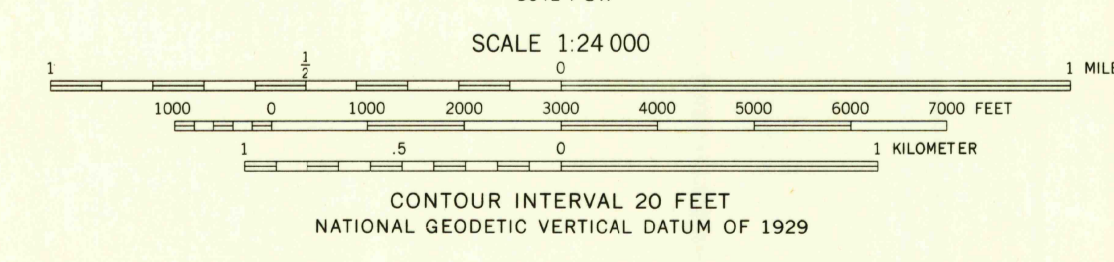 SCALE 1:24 000
1 1/2 0 1 MILE
1000 0 1000 2000 3000 4000 5000 6000 7000 FEET
1 .5 0 1 KILOMETER
CONTOUR INTERVAL 20 FEET
NATIONAL GEODETIC VERTICAL DATUM OF 1929